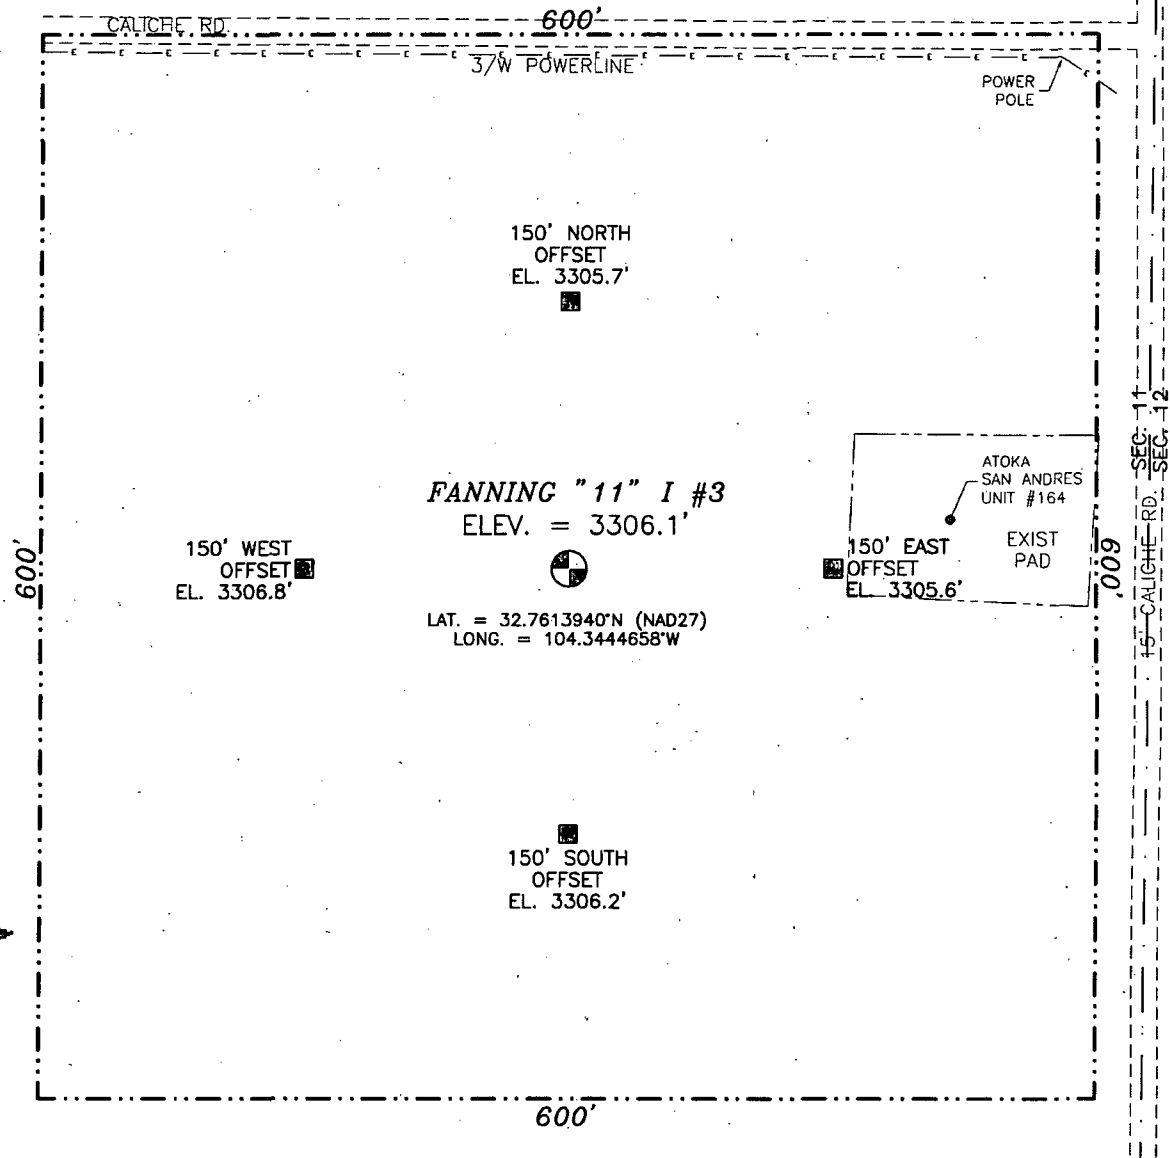 600'
CALICHE RD.
3/W POWERLINE
POWER
POLE
150' NORTH
OFFSET
EL. 3305.7'
SEC. 11
SEC. 12
ATOKA
SAN ANDRES
UNIT #164
EXIST
PAD
FANNING "11" I #3
ELEV. = 3306.1'
150' WEST
OFFSET
EL. 3306.8'
150' EAST
OFFSET
EL. 3305.6'
600'
600'
15' CALICHE RD.
LAT. = 32.7613940°N (NAD27)
LONG. = 104.3444658°W
150' SOUTH
OFFSET
EL. 3306.2'
600'